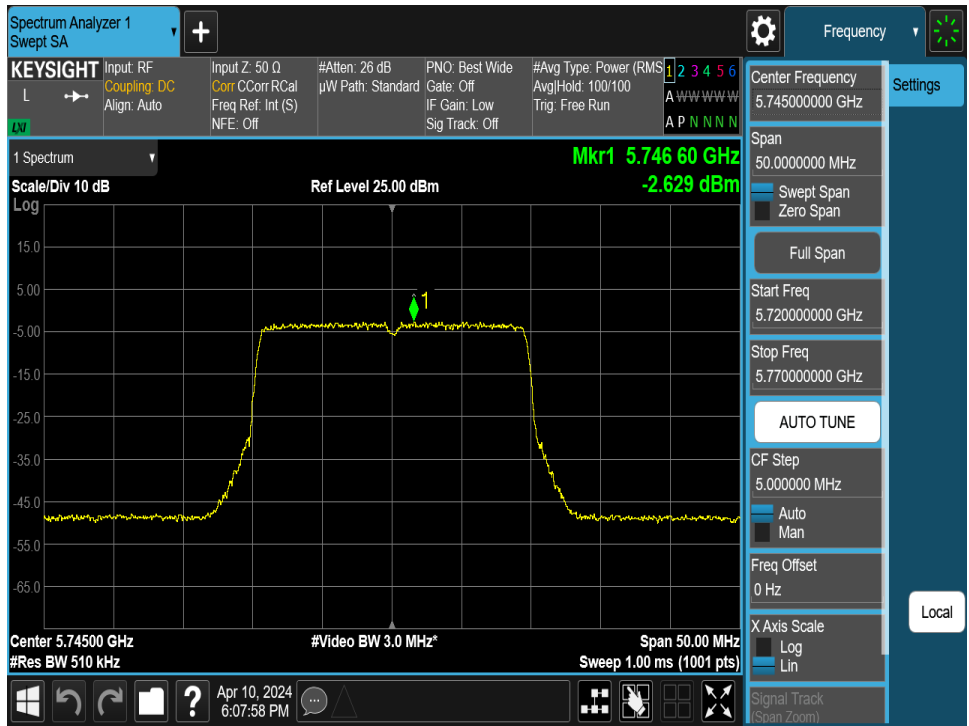 Spectrum Analyzer 1
Swept SA
+
Frequency
KEYSIGHT
L
LXI
Input: RF
Coupling: DC
Align: Auto
Input Z: 50 Ω
Corr CCorr RCal
Freq Ref: Int (S)
NFE: Off
#Atten: 26 dB
µW Path: Standard
PNO: Best Wide
Gate: Off
IF Gain: Low
Sig Track: Off
#Avg Type: Power (RMS
Avg|Hold: 100/100
Trig: Free Run
1 2 3 4 5 6
A W W W W W
A P N N N N
1 Spectrum
Mkr1 5.746 60 GHz
Scale/Div 10 dB
Ref Level 25.00 dBm
-2.629 dBm
Log
15.0
5.00
1
-5.00
-15.0
-25.0
-35.0
-45.0
-55.0
-65.0
Center 5.74500 GHz
#Video BW 3.0 MHz*
Span 50.00 MHz
#Res BW 510 kHz
Sweep 1.00 ms (1001 pts)
Center Frequency
5.745000000 GHz
Settings
Span
50.0000000 MHz
Swept Span
Zero Span
Full Span
Start Freq
5.720000000 GHz
Stop Freq
5.770000000 GHz
AUTO TUNE
CF Step
5.000000 MHz
Auto
Man
Freq Offset
0 Hz
X Axis Scale
Log
Lin
Local
Signal Track
(Span Zoom)
?
Apr 10, 2024
6:07:58 PM